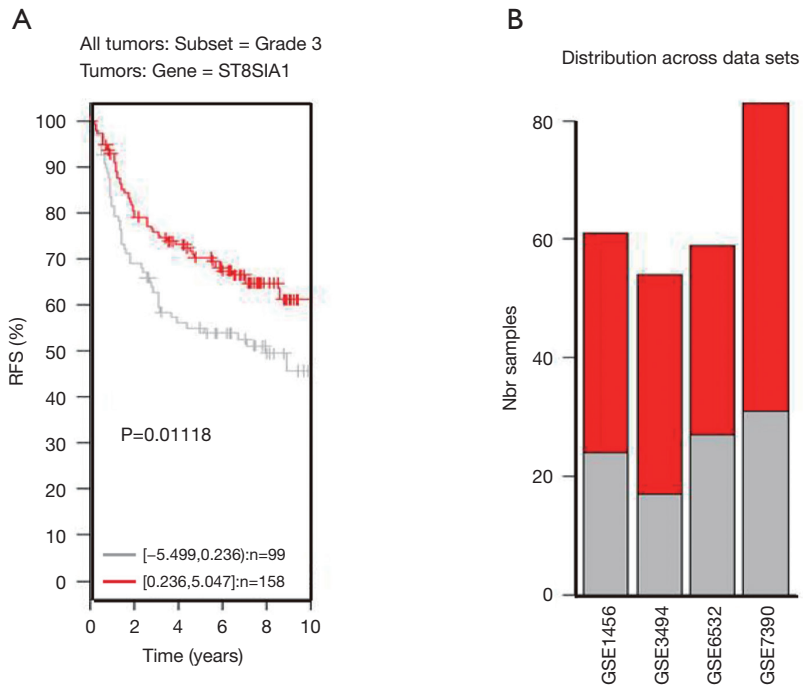 A
All tumors: Subset = Grade 3
Tumors: Gene = ST8SIA1
RFS (%)
100
90
80
70
60
50
40
30
20
10
0
P=0.01118
[−5.499,0.236):n=99
[0.236,5.047]:n=158
0 2 4 6 8 10
Time (years)
B
Distribution across data sets
Nbr samples
80
60
40
20
0
GSE1456
GSE3494
GSE6532
GSE7390